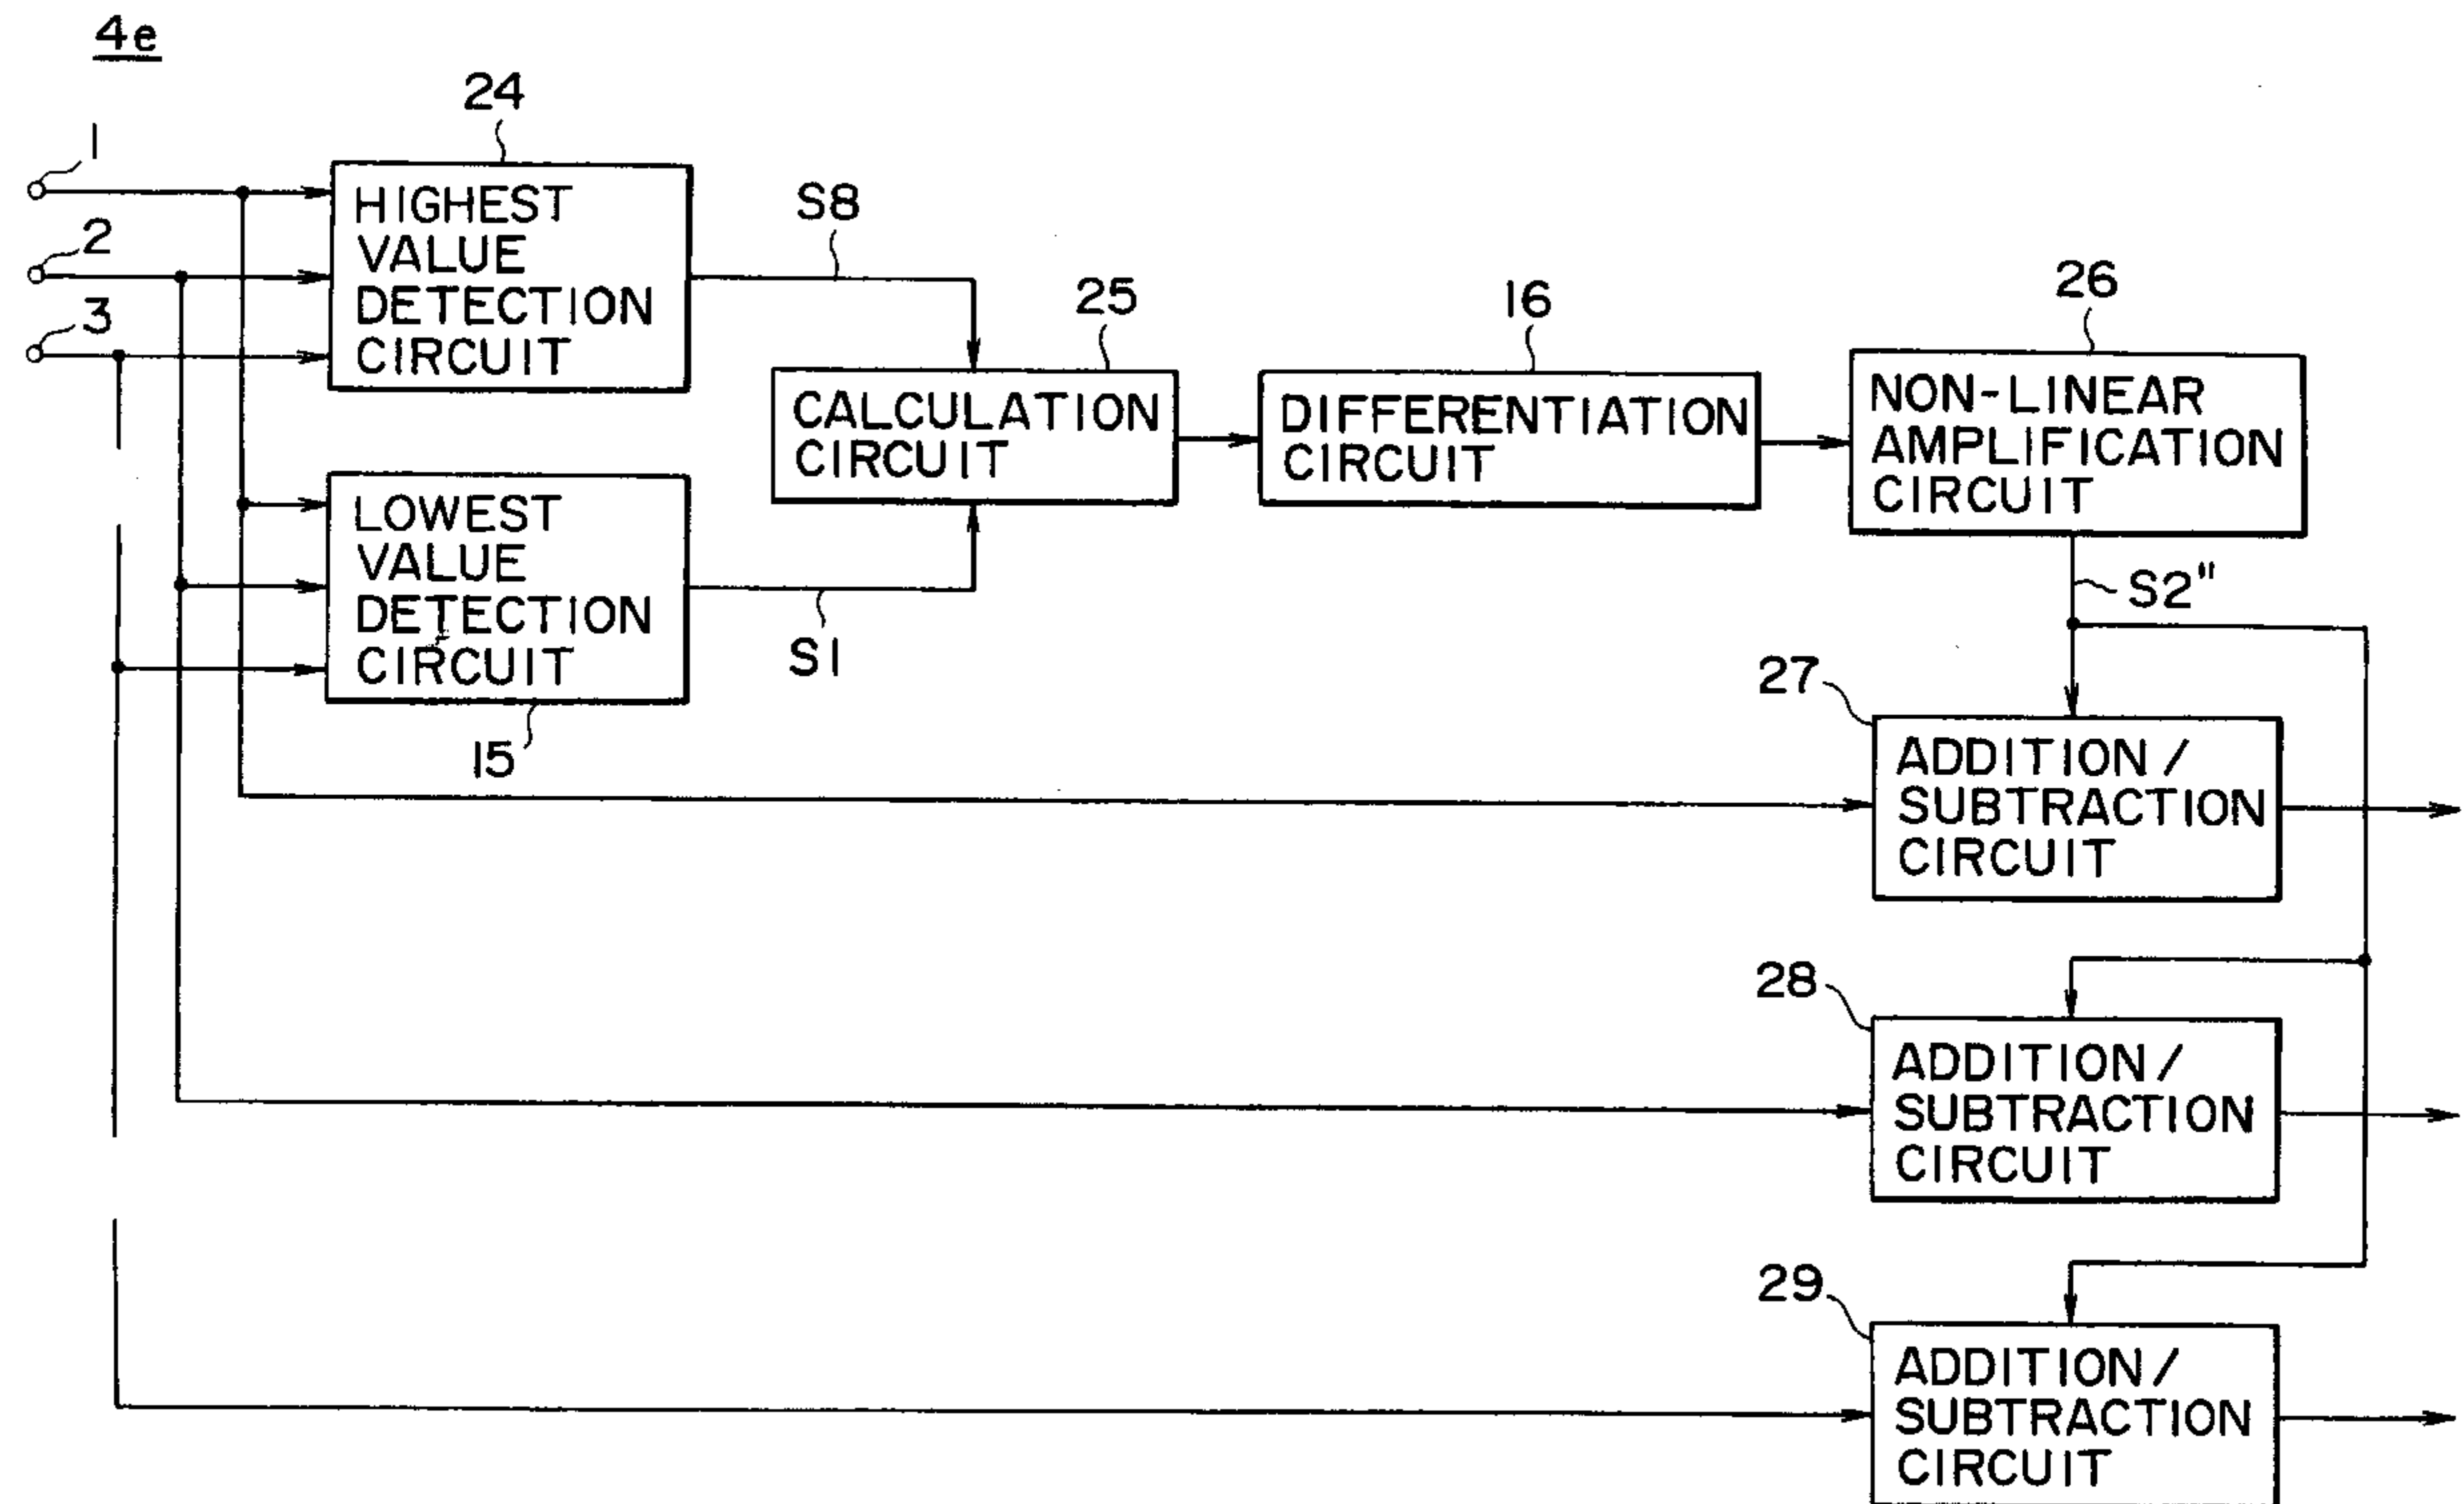 4e
24
1
HIGHEST
VALUE
DETECTION
CIRCUIT
2
3
S8
25
CALCULATION
CIRCUIT
16
DIFFERENTIATION
CIRCUIT
26
NON-LINEAR
AMPLIFICATION
CIRCUIT
LOWEST
VALUE
DETECTION
CIRCUIT
15
S1
S2"
27
ADDITION/
SUBTRACTION
CIRCUIT
28
ADDITION/
SUBTRACTION
CIRCUIT
29
ADDITION/
SUBTRACTION
CIRCUIT